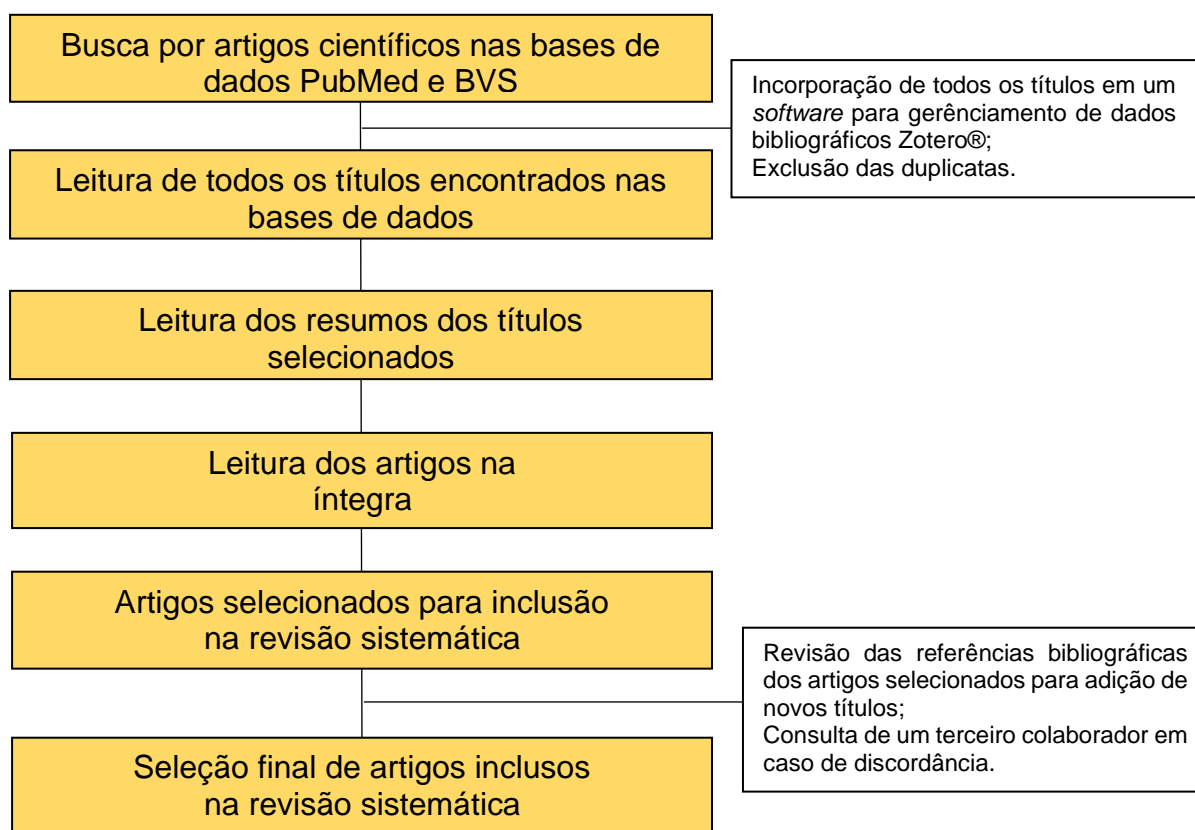 Busca por artigos científicos nas bases de
dados PubMed e BVS
Incorporação de todos os títulos em um
software para gerênciamento de dados
bibliográficos Zotero®;
Exclusão das duplicatas.
Leitura de todos os títulos encontrados nas
bases de dados
Leitura dos resumos dos títulos
selecionados
Leitura dos artigos na
íntegra
Artigos selecionados para inclusão
na revisão sistemática
Revisão das referências bibliográficas
dos artigos selecionados para adição de
novos títulos;
Consulta de um terceiro colaborador em
caso de discordância.
Seleção final de artigos inclusos
na revisão sistemática